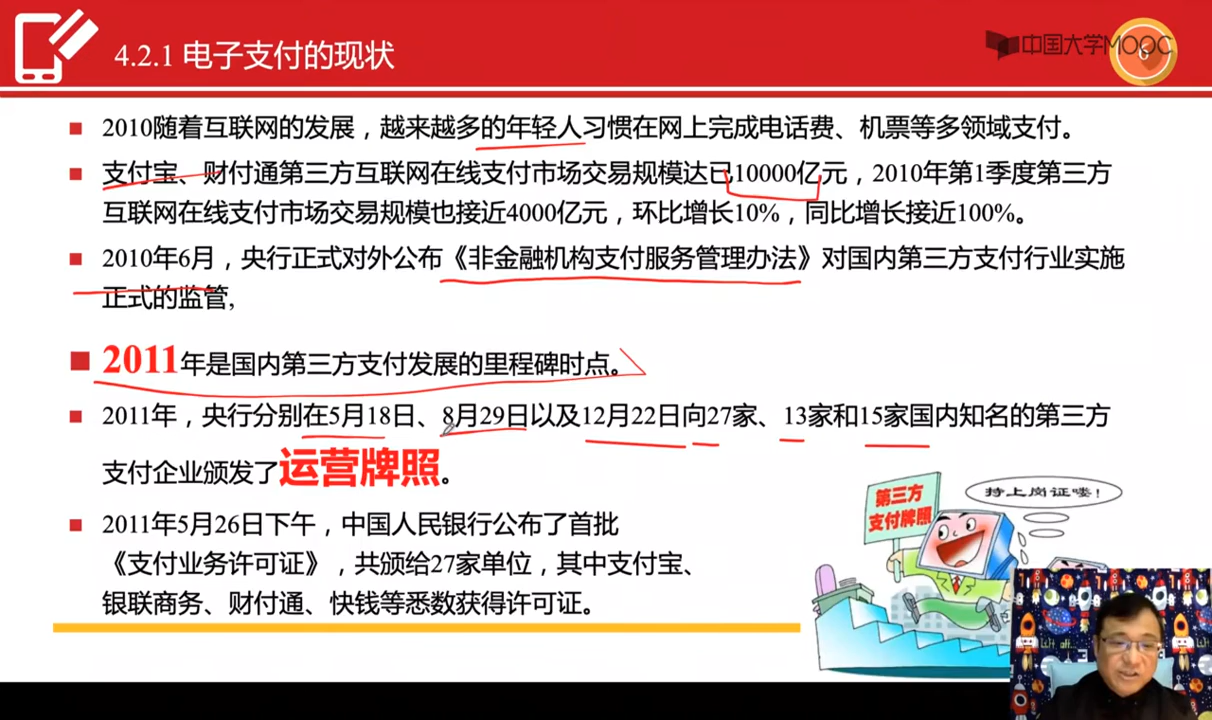 4.2.1 电子支付的现状
中国大学MOOC
6
2010随着互联网的发展，越来越多的年轻人习惯在网上完成电话费、机票等多领域支付。
支付宝、财付通第三方互联网在线支付市场交易规模达已10000亿元，2010年第1季度第三方
互联网在线支付市场交易规模也接近4000亿元，环比增长10%，同比增长接近100%。
2010年6月，央行正式对外公布《非金融机构支付服务管理办法》对国内第三方支付行业实施
正式的监管,
2011年是国内第三方支付发展的里程碑时点。
2011年，央行分别在5月18日、8月29日以及12月22日向27家、13家和15家国内知名的第三方
支付企业颁发了运营牌照。
2011年5月26日下午，中国人民银行公布了首批
《支付业务许可证》，共颁给27家单位，其中支付宝、
银联商务、财付通、快钱等悉数获得许可证。
第三方
支付牌照
持上岗证喽！